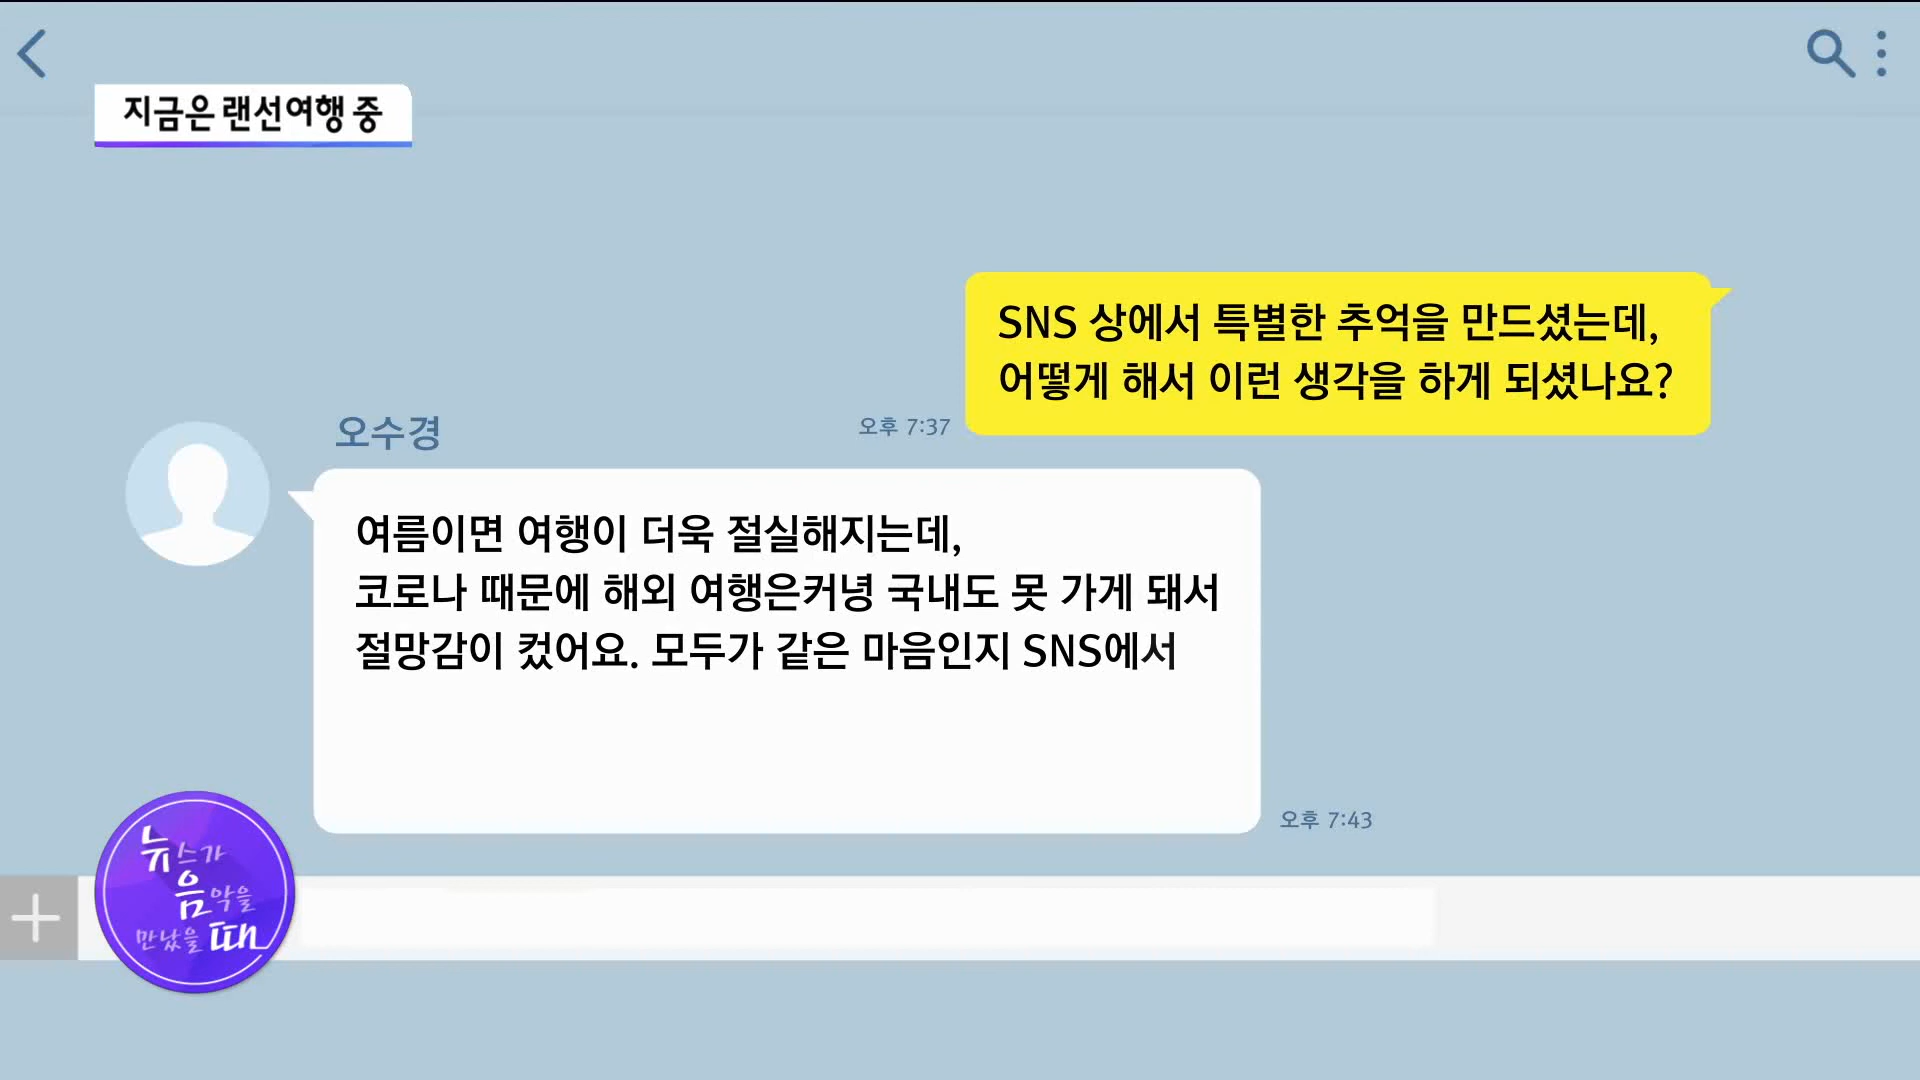 지금은 랜선여행 중
SNS 상에서 특별한 추억을 만드셨는데,
어떻게 해서 이런 생각을 하게 되셨나요?
오후 7:37
오수경
여름이면 여행이 더욱 절실해지는데,
코로나 때문에 해외 여행은커녕 국내도 못 가게 돼서
절망감이 컸어요. 모두가 같은 마음인지 SNS에서
오후 7:43
뉴스가
음악을
만났을 때